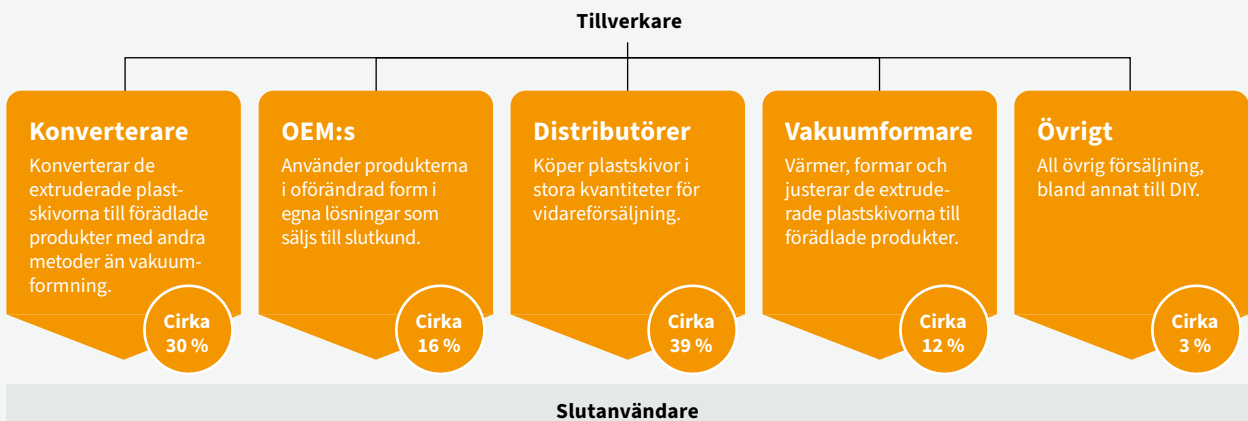 Tillverkare
Konverterare
Konverterar de
extruderade plast-
skivorna till förädlade
produkter med andra
metoder än vakuum-
formning.
Cirka
30 %
OEM:s
Använder produkterna
i oförändrad form i
egna lösningar som
säljs till slutkund.
Cirka
16 %
Distributörer
Köper plastskivor i
stora kvantiteter för
vidareförsäljning.
Cirka
39 %
Vakuumformare
Värmer, formar och
justerar de extrude-
rade plastskivorna till
förädlade produkter.
Cirka
12 %
Övrigt
All övrig försäljning,
bland annat till DIY.
Cirka
3 %
Slutanvändare